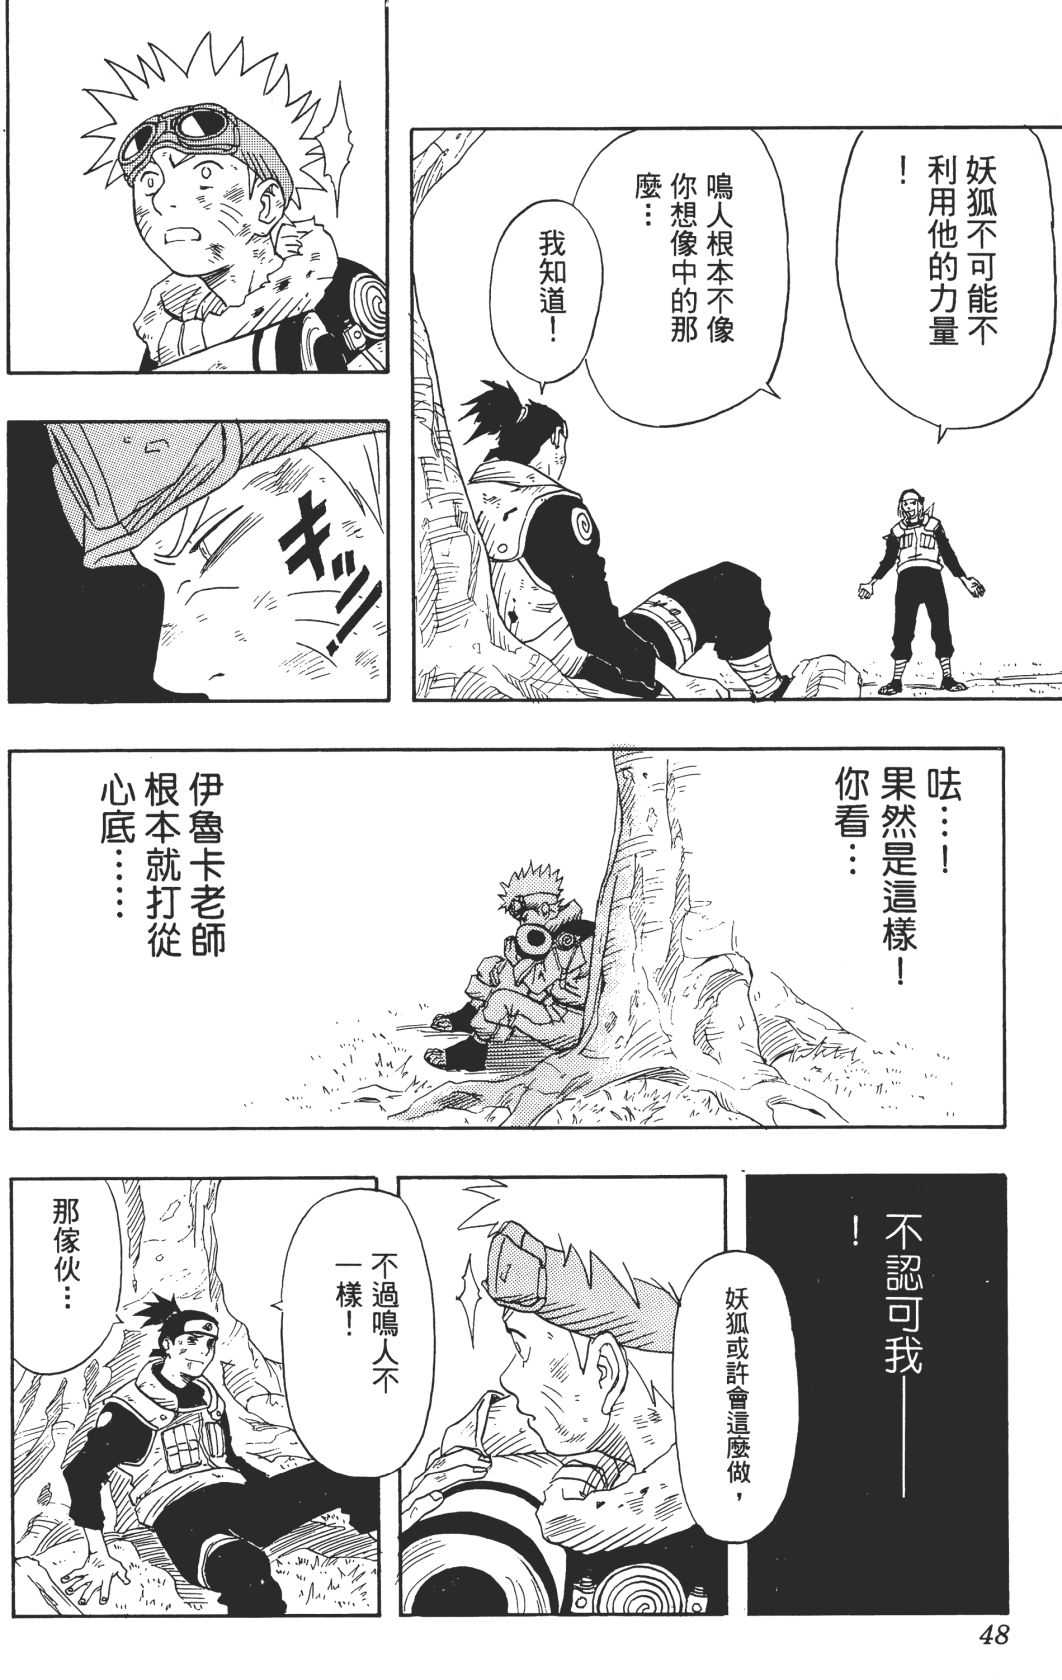 妖狐不可能不
利用他的力量
！
鳴人根本不像
你想像中的那
麼…
我知道！
ギッ!!
呿…！
果然是這樣！
你看…
伊魯卡老師
根本就打從
心底……
不認可我——
！
妖狐或許會這麼做，
不過鳴人不
一樣！
那傢伙…
48